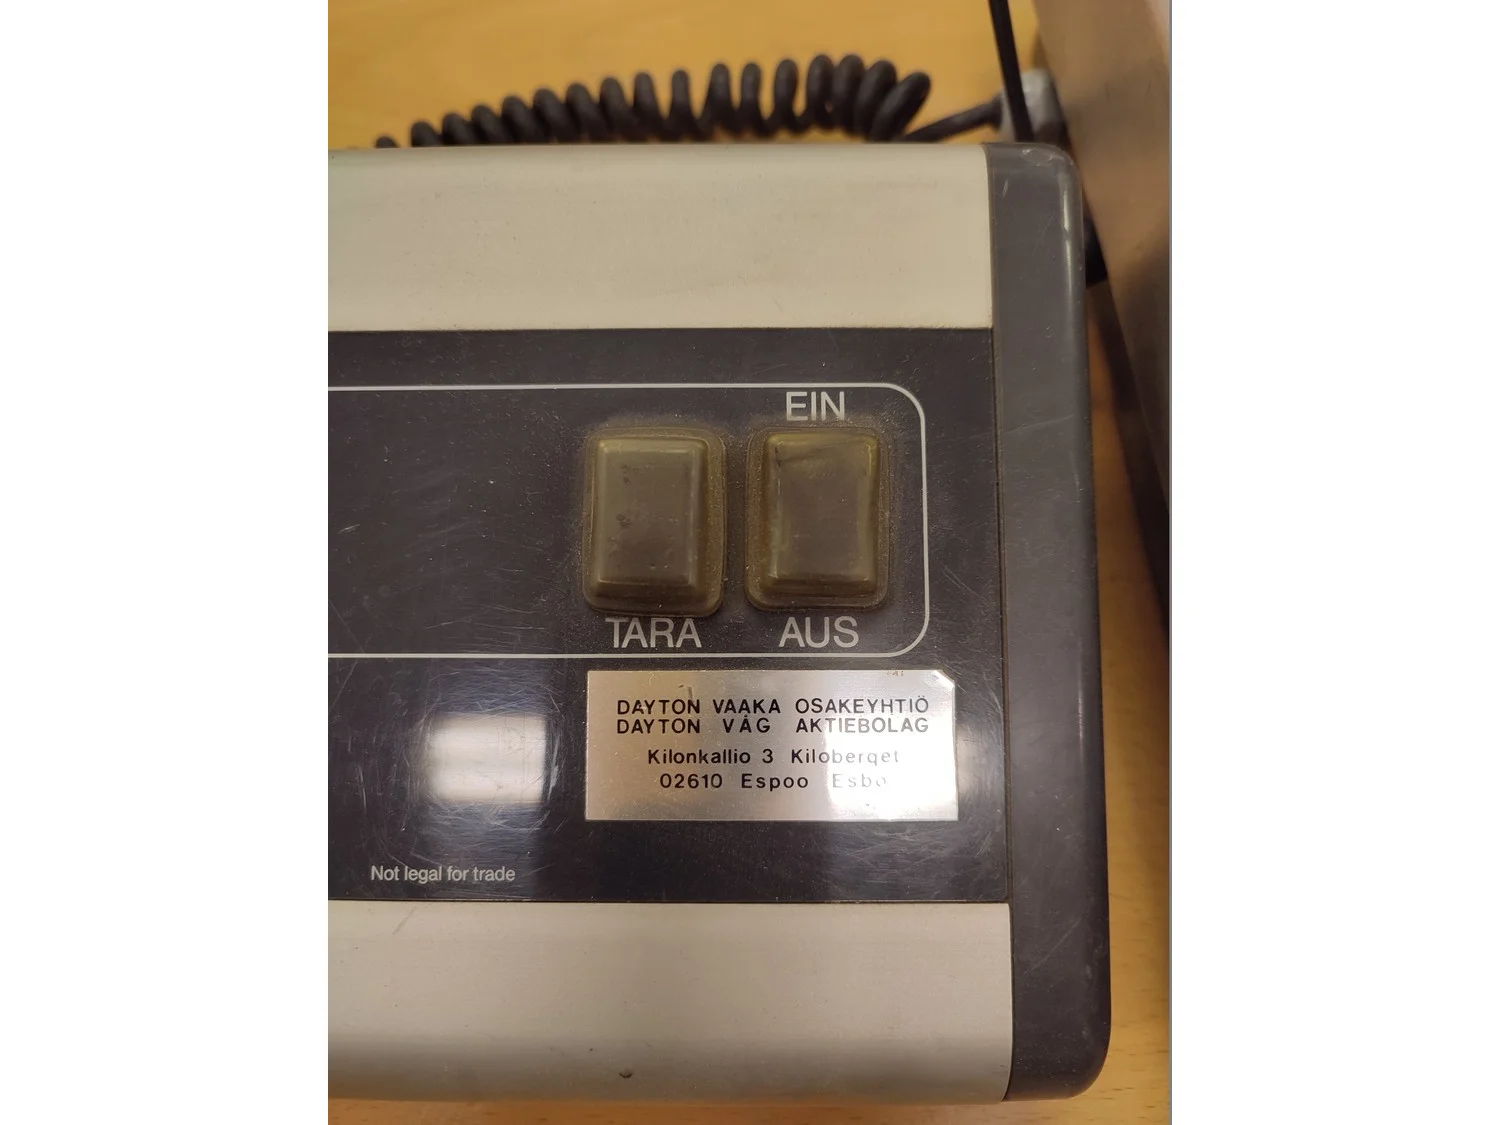 EIN
TARA AUS
DAYTON VAAKA OSAKEYHTIÖ
DAYTON VÅG AKTIEBOLAG
Kilonkallio 3 Kiloberget
02610 Espoo Esbo
Not legal for trade